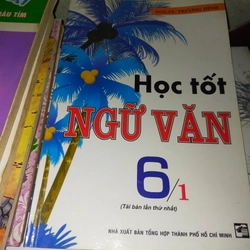 Học tốt
NGỮ VĂN
6/1
(Tái bản lần thứ nhất)
NHÀ XUẤT BẢN TỔNG HỢP THÀNH PHỐ HỒ CHÍ MINH